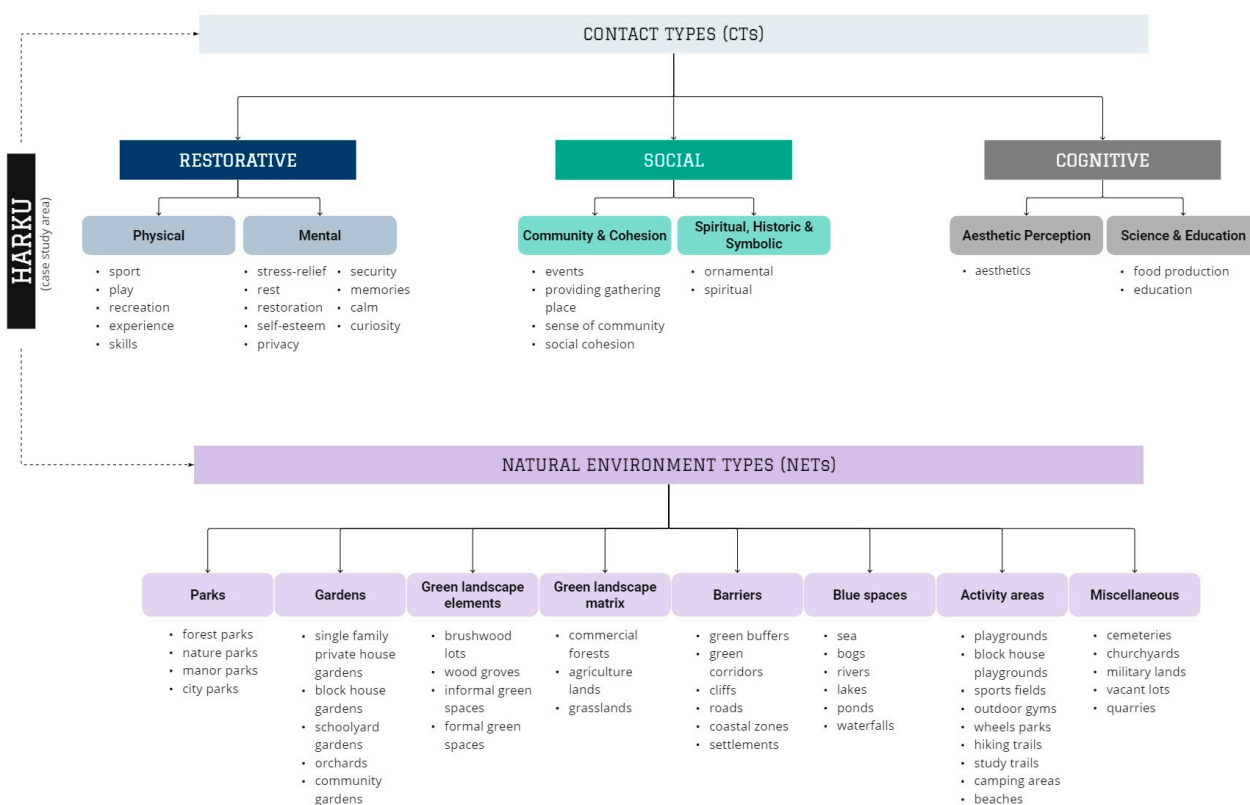 CONTACT TYPES (CTs)
HARKU
(case study area)
RESTORATIVE
SOCIAL
COGNITIVE
Physical
Mental
Community & Cohesion
Spiritual, Historic &
Symbolic
Aesthetic Perception
Science & Education
• sport
• play
• recreation
• experience
• skills
• stress-relief
• rest
• restoration
• self-esteem
• privacy
• security
• memories
• calm
• curiosity
• events
• providing gathering
place
• sense of community
• social cohesion
• ornamental
• spiritual
• aesthetics
• food production
• education
NATURAL ENVIRONMENT TYPES (NETs)
Parks
Gardens
Green landscape
elements
Green landscape
matrix
Barriers
Blue spaces
Activity areas
Miscellaneous
• forest parks
• nature parks
• manor parks
• city parks
• single family
private house
gardens
• block house
gardens
• schoolyard
gardens
• orchards
• community
gardens
• brushwood
lots
• wood groves
• informal green
spaces
• formal green
spaces
• commercial
forests
• agriculture
lands
• grasslands
• green buffers
• green
corridors
• cliffs
• roads
• coastal zones
• settlements
• sea
• bogs
• rivers
• lakes
• ponds
• waterfalls
• playgrounds
• block house
playgrounds
• sports fields
• outdoor gyms
• wheels parks
• hiking trails
• study trails
• camping areas
• beaches
• cemeteries
• churchyards
• military lands
• vacant lots
• quarries